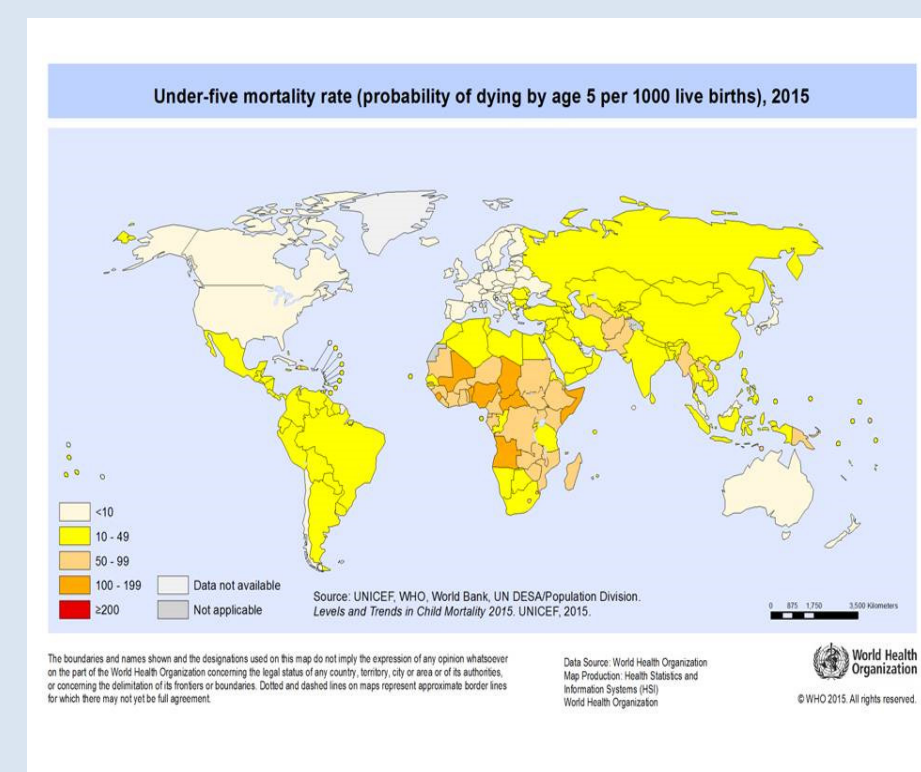 Under-five mortality rate (probability of dying by age 5 per 1000 live births), 2015
<10
10 - 49
50 - 99
100 - 199
≥200
Data not available
Not applicable
Source: UNICEF, WHO, World Bank, UN DESA/Population Division.
Levels and Trends in Child Mortality 2015. UNICEF, 2015.
0 875 1,750 3,500 Kilometers
The boundaries and names shown and the designations used on this map do not imply the expression of any opinion whatsoever
on the part of the World Health Organization concerning the legal status of any country, territory, city or area or of its authorities,
or concerning the delimitation of its frontiers or boundaries. Dotted and dashed lines on maps represent approximate border lines
for which there may not yet be full agreement.
Data Source: World Health Organization
Map Production: Health Statistics and
Information Systems (HSI)
World Health Organization
World Health
Organization
© WHO 2015. All rights reserved.